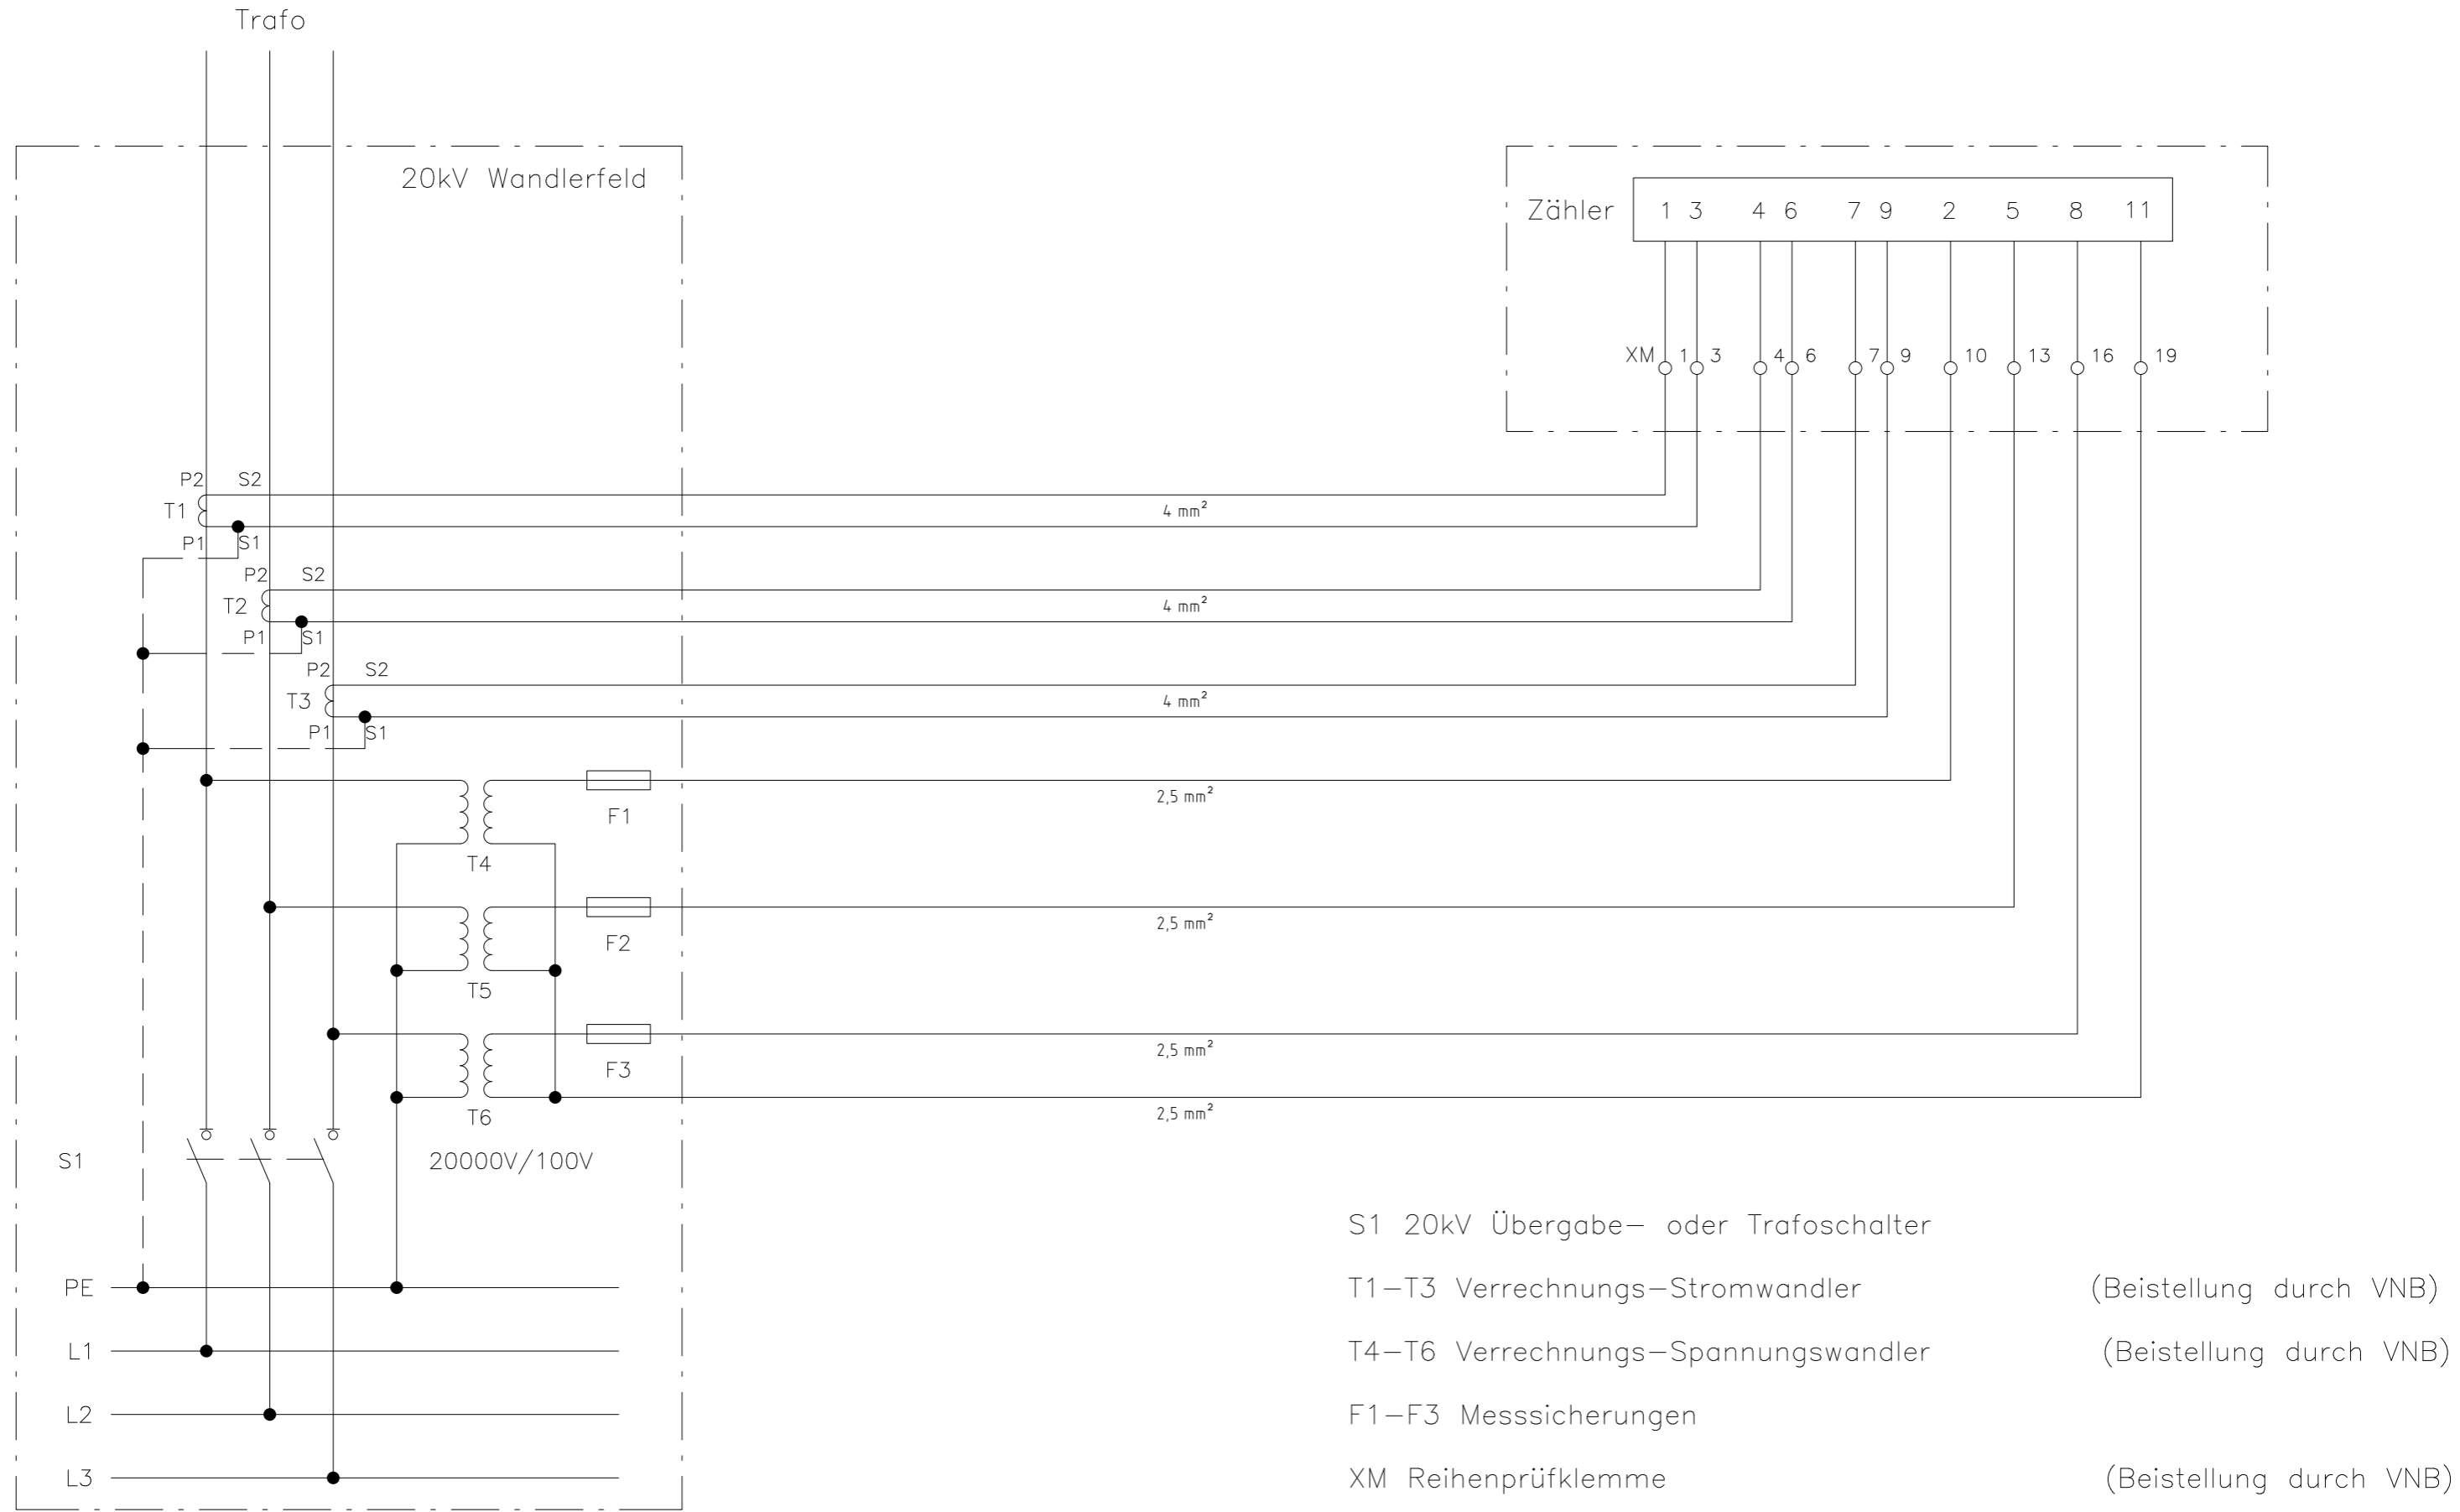 Trafo
20kV Wandlerfeld
Zähler 1 3 4 6 7 9 2 5 8 11
XM 1 3 4 6 7 9 10 13 16 19
P2 S2
T1
4 mm²
P1 S1
P2 S2
T2
4 mm²
P1 S1
P2 S2
T3
4 mm²
P1 S1
2,5 mm²
F1
T4
2,5 mm²
F2
T5
2,5 mm²
F3
2,5 mm²
T6
S1
20000V/100V
PE
L1
L2
L3
S1 20kV Übergabe- oder Trafoschalter
T1-T3 Verrechnungs-Stromwandler (Beistellung durch VNB)
T4-T6 Verrechnungs-Spannungswandler (Beistellung durch VNB)
F1-F3 Messsicherungen
XM Reihenprüfklemme (Beistellung durch VNB)